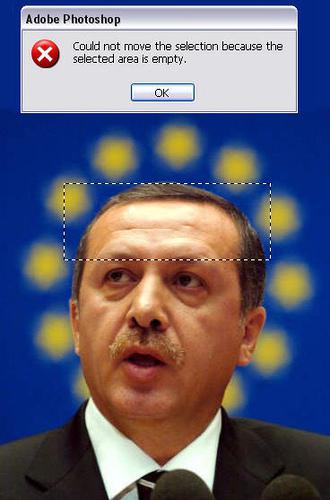 Adobe Photoshop
Could not move the selection because the
selected area is empty.
OK